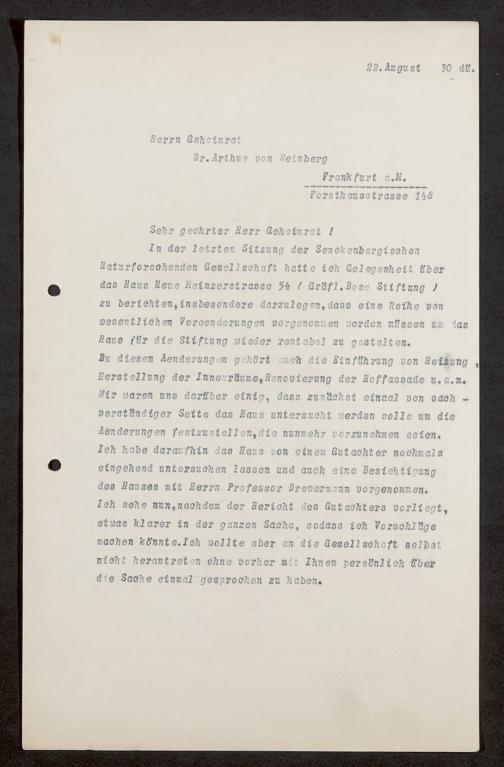 22.August 30 dü.
Herrn Geheimrat
Dr.Arthur von Weinberg
Frankfurt a.M.
Forsthausstrasse 148
Sehr geehrter Herr Geheimrat !
In der letzten Sitzung der Senckenbergischen
Naturforschenden Gesellschaft hatte ich Gelegenheit über
das Haus Neue Mainzerstrasse 54 ( Gräfl.Bose Stiftung )
zu berichten,insbesondere darzulegen,dass eine Reihe von
wesentlichen Veraenderungen vorgenommen werden müssen um das
Haus für die Stiftung wieder rentabel zu gestalten.
Zu diesen Aenderungen gehört auch die Einführung von Heizung ,
Herstellung der Innenräume,Renovierung der Hoffassade u.a.m.
Wir waren uns darüber einig, dass zunächst einmal von sach -
verständiger Seite das Haus untersucht werden solle um die
Aenderungen festzustellen,die nunmehr vorzunehmen seien.
Ich habe daraufhin das Haus von einem Gutachter nochmals
eingehend untersuchen lassen und auch eine Besichtigung
des Hauses mit Herrn Professor Drevermann vorgenommen.
Ich sehe nun,nachdem der Bericht des Gutachters vorliegt,
etwas klarer in der ganzen Sache, sodass ich Vorschläge
machen könnte.Ich wollte aber an die Gesellschaft selbst
nicht herantreten ohne vorher mit Ihnen persönlich über
die Sache einmal gesprochen zu haben.